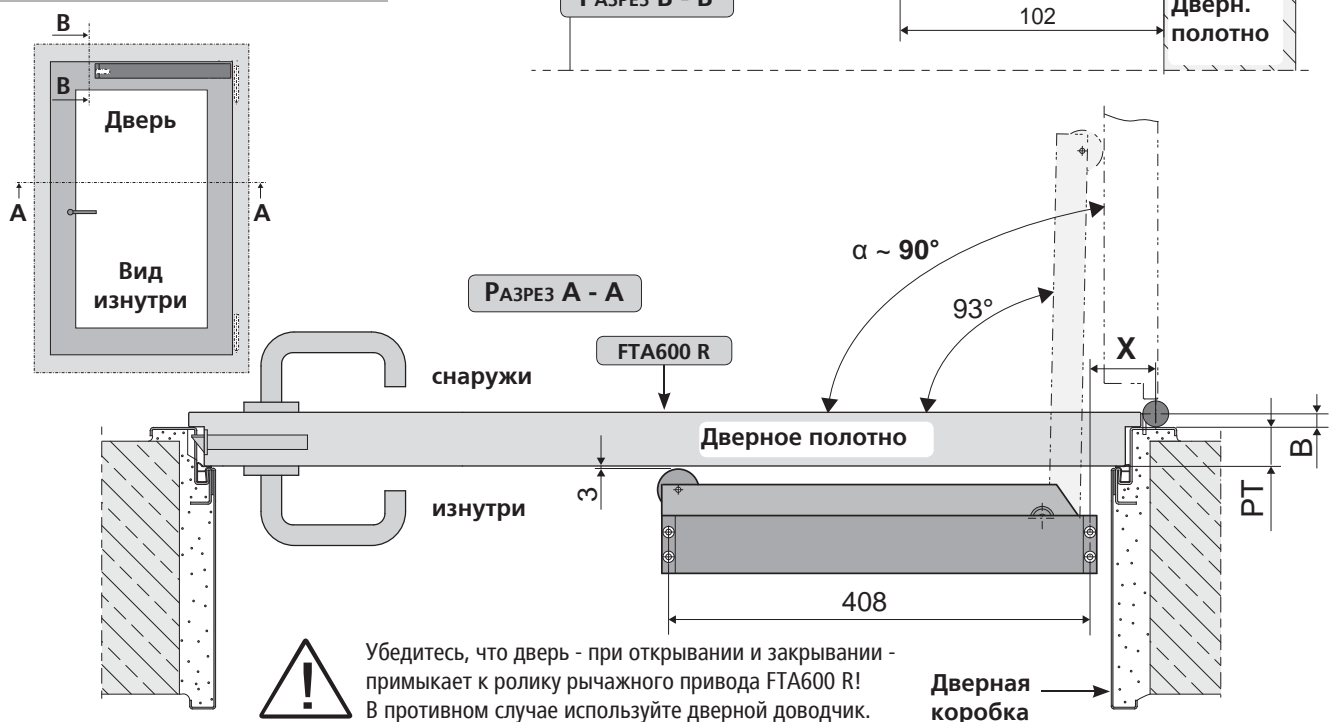 Разрез B - B
102
Дверн.
полотно
B
B
Дверь
A
A
Вид
изнутри
α ~ 90°
93°
Разрез A - A
X
FTA600 R
снаружи
Дверное полотно
B
3
PT
изнутри
408
!
Убедитесь, что дверь - при открывании и закрывании -
примыкает к ролику рычажного привода FTA600 R!
В противном случае используйте дверной доводчик.
Дверная
коробка